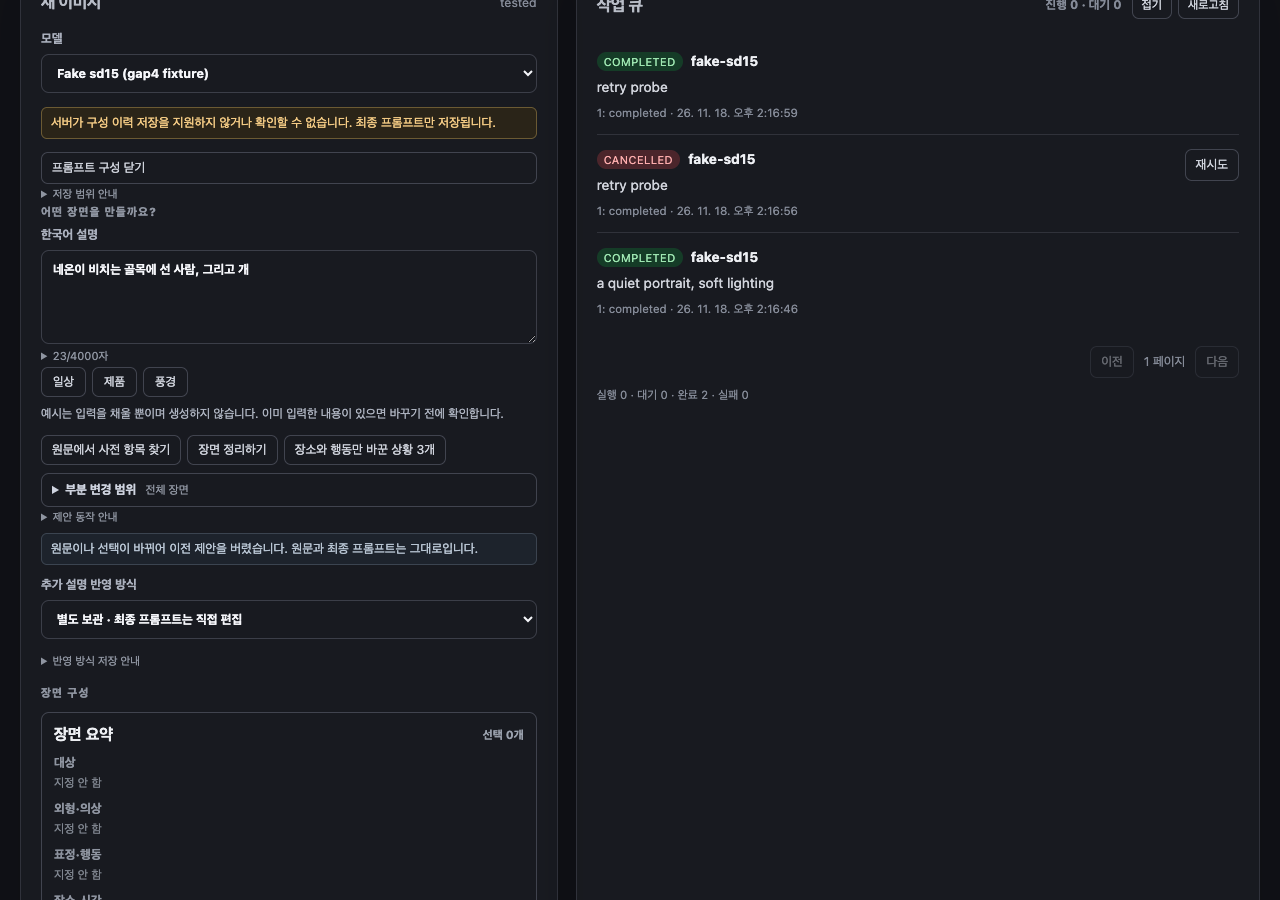 새 이미지
tested
모델
Fake sd15 (gap4 fixture)
서버가 구성 이력 저장을 지원하지 않거나 확인할 수 없습니다. 최종 프롬프트만 저장됩니다.
프롬프트 구성 닫기
저장 범위 안내
어떤 장면을 만들까요?
한국어 설명
네온이 비치는 골목에 선 사람, 그리고 개
23/4000자
일상
제품
풍경
예시는 입력을 채울 뿐이며 생성하지 않습니다. 이미 입력한 내용이 있으면 바꾸기 전에 확인합니다.
원문에서 사전 항목 찾기
장면 정리하기
장소와 행동만 바꾼 상황 3개
부분 변경 범위 전체 장면
제안 동작 안내
원문이나 선택이 바뀌어 이전 제안을 버렸습니다. 원문과 최종 프롬프트는 그대로입니다.
추가 설명 반영 방식
별도 보관 · 최종 프롬프트는 직접 편집
반영 방식 저장 안내
장면 구성
장면 요약
선택 0개
대상
지정 안 함
외형·의상
지정 안 함
표정·행동
지정 안 함
장소·시간
작업 큐
진행 0 · 대기 0
접기
새로고침
COMPLETED fake-sd15
retry probe
1: completed · 26. 11. 18. 오후 2:16:59
CANCELLED fake-sd15
재시도
retry probe
1: completed · 26. 11. 18. 오후 2:16:56
COMPLETED fake-sd15
a quiet portrait, soft lighting
1: completed · 26. 11. 18. 오후 2:16:46
이전
1 페이지
다음
실행 0 · 대기 0 · 완료 2 · 실패 0